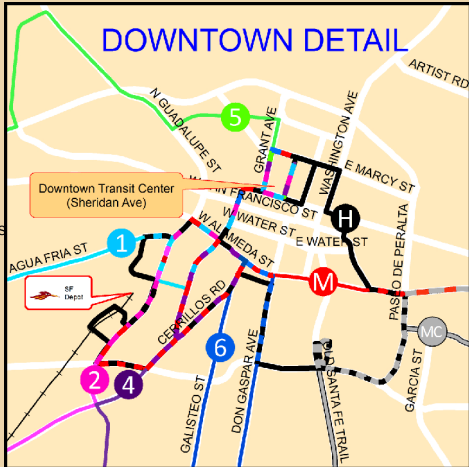 DOWNTOWN DETAIL
ARTIST RD
N GUADALUPE ST
5
GRANT AVE
WASHINGTON AVE
E MARCY ST
Downtown Transit Center
(Sheridan Ave)
SAN FRANCISCO ST
W WATER ST
H
E WATER ST
PASEO DE PERALTA
1
W ALAMEDA ST
AGUA FRIA ST
SF
Depot
M
CERRILLOS RD
6
MC
2
4
GALISTEO ST
DON GASPAR AVE
OLD SANTA FE TRAIL
GARCIA ST
S